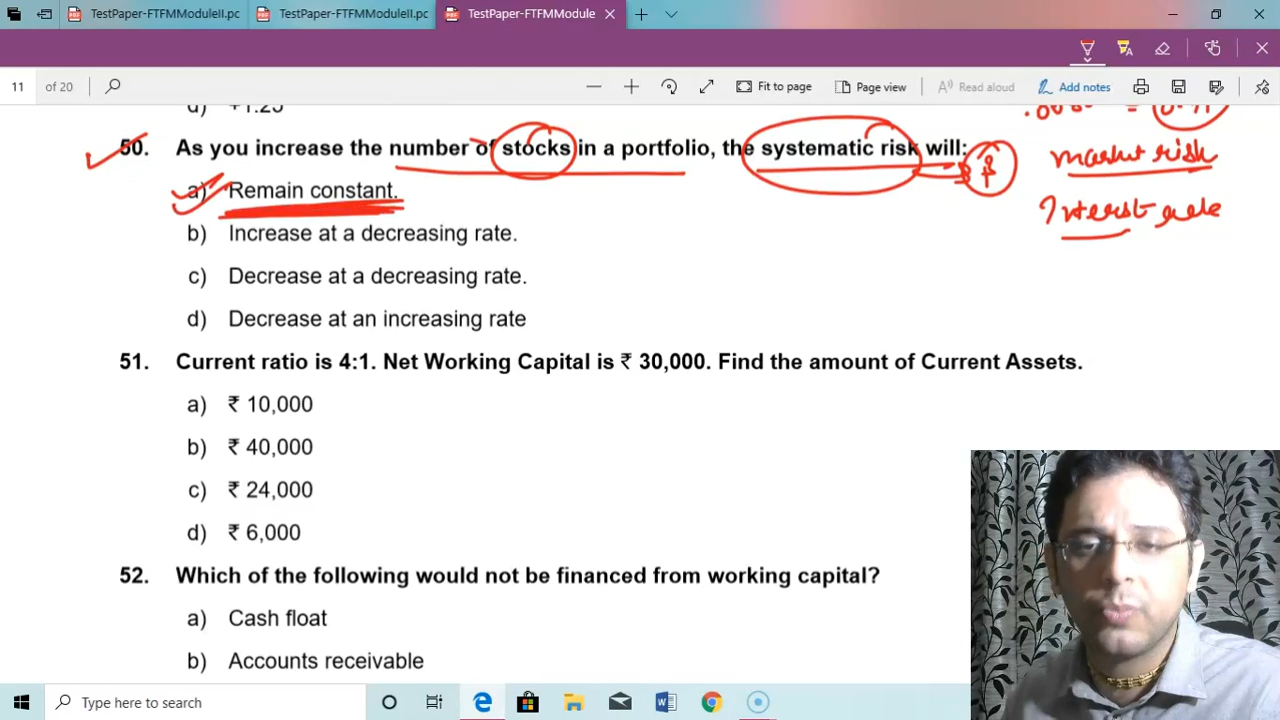 TestPaper-FTFMModuleII.pc
TestPaper-FTFMModuleII.pc
TestPaper-FTFMModule
11 of 20
Fit to page
Page view
Read aloud
Add notes
d) +1.25
50. As you increase the number of stocks in a portfolio, the systematic risk will:
market risk
a) Remain constant.
Interst rate
b) Increase at a decreasing rate.
c) Decrease at a decreasing rate.
d) Decrease at an increasing rate
51. Current ratio is 4:1. Net Working Capital is ₹ 30,000. Find the amount of Current Assets.
a) ₹ 10,000
b) ₹ 40,000
c) ₹ 24,000
d) ₹ 6,000
52. Which of the following would not be financed from working capital?
a) Cash float
b) Accounts receivable
Type here to search